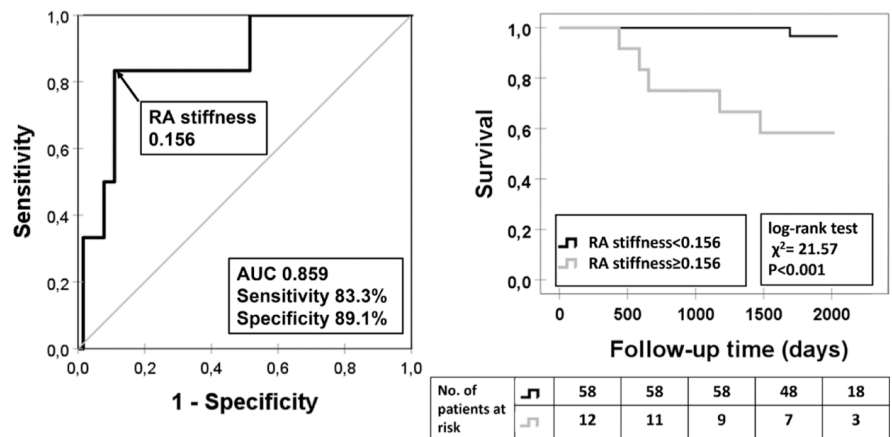 1,0
0,8
0,6
0,4
0,2
0,0
Sensitivity
RA stiffness
0.156
AUC 0.859
Sensitivity 83.3%
Specificity 89.1%
0,0 0,2 0,4 0,6 0,8 1,0
1 - Specificity
1,0
0,8
0,6
0,4
0,2
0,0
Survival
RA stiffness<0.156
RA stiffness≥0.156
log-rank test
χ²= 21.57
P<0.001
0 500 1000 1500 2000
Follow-up time (days)
No. of
patients at
risk
58 58 58 48 18
12 11 9 7 3